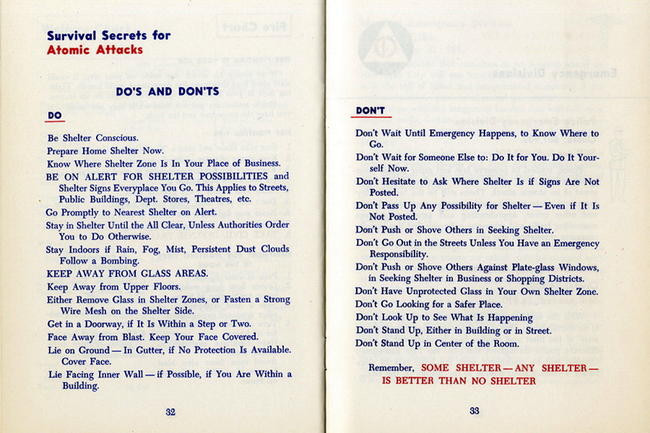 Survival Secrets for
Atomic Attacks
DO'S AND DON'TS
DO
Be Shelter Conscious.
Prepare Home Shelter Now.
Know Where Shelter Zone Is In Your Place of Business.
BE ON ALERT FOR SHELTER POSSIBILITIES and
Shelter Signs Everyplace You Go. This Applies to Streets,
Public Buildings, Dept. Stores, Theatres, etc.
Go Promptly to Nearest Shelter on Alert.
Stay in Shelter Until the All Clear, Unless Authorities Order
You to Do Otherwise.
Stay Indoors if Rain, Fog, Mist, Persistent Dust Clouds
Follow a Bombing.
KEEP AWAY FROM GLASS AREAS.
Keep Away from Upper Floors.
Either Remove Glass in Shelter Zones, or Fasten a Strong
Wire Mesh on the Shelter Side.
Get in a Doorway, if It Is Within a Step or Two.
Face Away from Blast. Keep Your Face Covered.
Lie on Ground — In Gutter, if No Protection Is Available.
Cover Face.
Lie Facing Inner Wall — if Possible, if You Are Within a
Building.
32
DON'T
Don't Wait Until Emergency Happens, to Know Where to
Go.
Don't Wait for Someone Else to: Do It for You. Do It Your-
self Now.
Don't Hesitate to Ask Where Shelter Is if Signs Are Not
Posted.
Don't Pass Up Any Possibility for Shelter — Even if It Is
Not Posted.
Don't Push or Shove Others in Seeking Shelter.
Don't Go Out in the Streets Unless You Have an Emergency
Responsibility.
Don't Push or Shove Others Against Plate-glass Windows,
in Seeking Shelter in Business or Shopping Districts.
Don't Have Unprotected Glass in Your Own Shelter Zone.
Don't Go Looking for a Safer Place.
Don't Look Up to See What Is Happening
Don't Stand Up, Either in Building or in Street.
Don't Stand Up in Center of the Room.
Remember, SOME SHELTER — ANY SHELTER —
IS BETTER THAN NO SHELTER
33